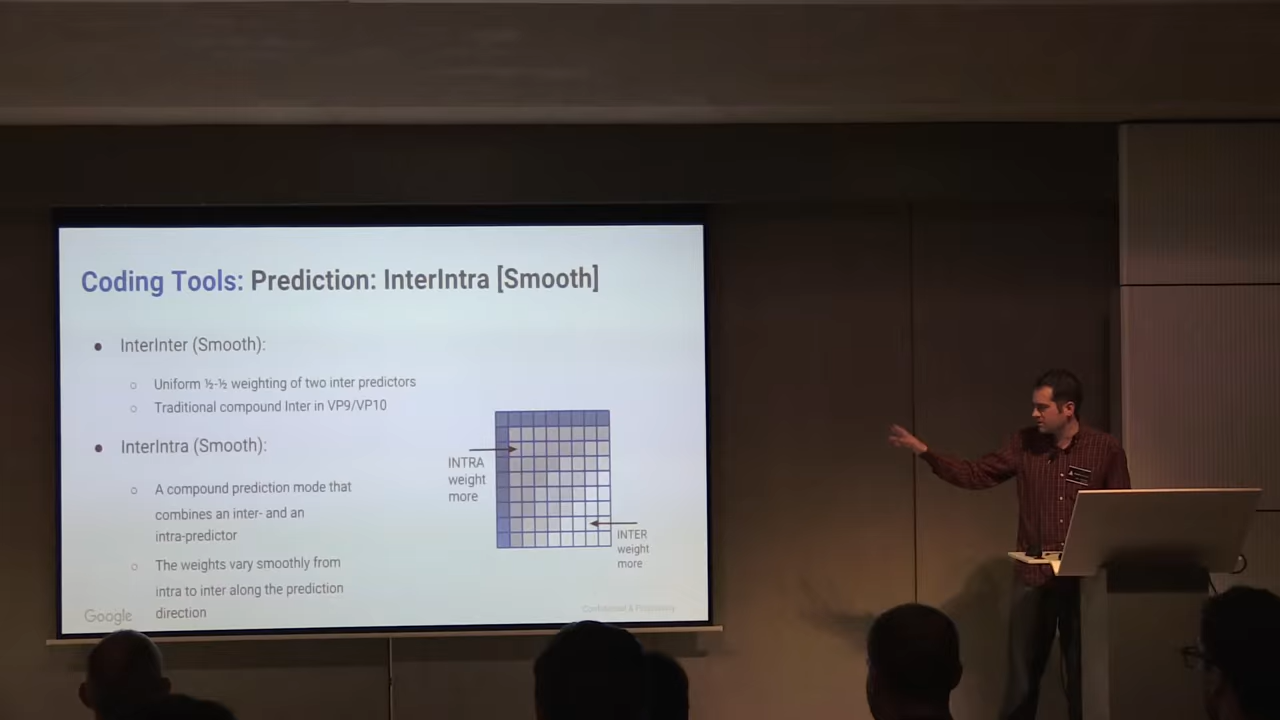 Coding Tools: Prediction: InterIntra [Smooth]
● InterInter (Smooth):
○ Uniform ½-½ weighting of two inter predictors
○ Traditional compound Inter in VP9/VP10
● InterIntra (Smooth):
○ A compound prediction mode that
combines an inter- and an
intra-predictor
○ The weights vary smoothly from
intra to inter along the prediction
direction
INTRA
weight
more
INTER
weight
more
Google
Confidential & Proprietary